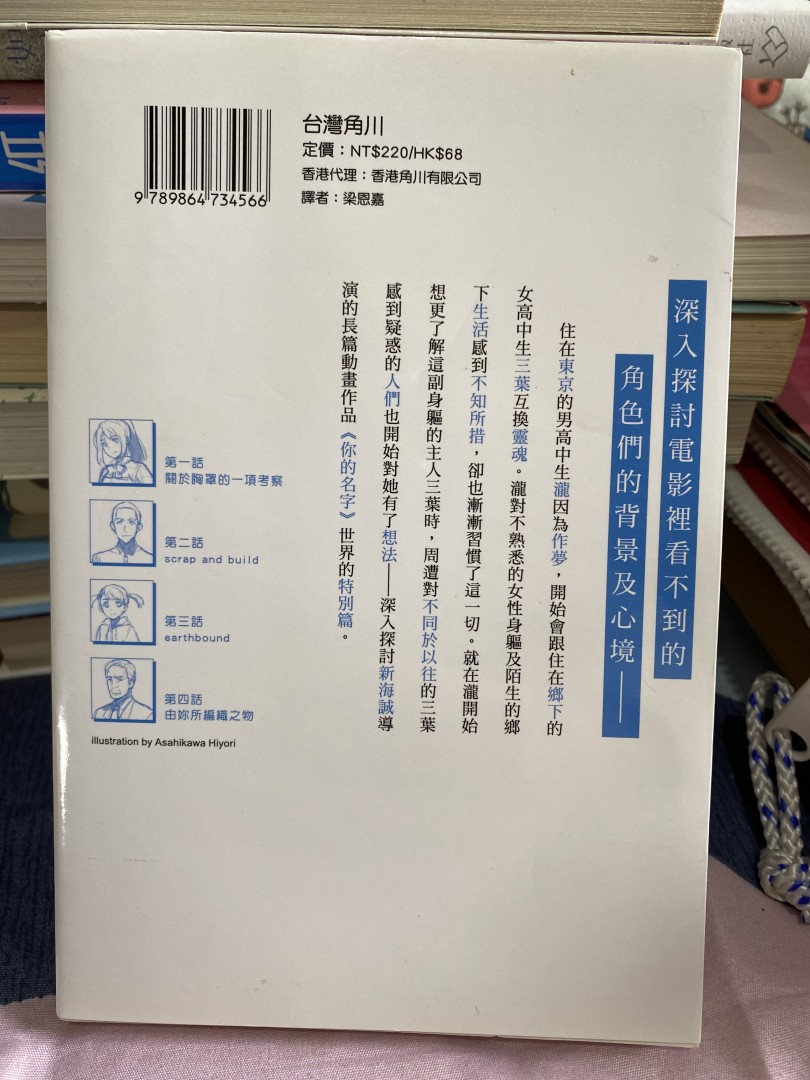 台灣角川
定價：NT$220/HK$68
香港代理：香港角川有限公司
譯者：梁恩嘉
9 789864 734566
深入探討電影裡看不到的
角色們的背景及心境——
住在東京的男高中生瀧因為作夢，開始會跟住在鄉下的
女高中生三葉互換靈魂。瀧對不熟悉的女性身軀及陌生的鄉
下生活感到不知所措，卻也漸漸習慣了這一切。就在瀧開始
想更了解這副身軀的主人三葉時，周遭對不同於以往的三葉
感到疑惑的人們也開始對她有了想法——深入探討新海誠導
演的長篇動畫作品《你的名字》世界的特別篇。
第一話
關於胸罩的一項考察
第二話
scrap and build
第三話
earthbound
第四話
由妳所編織之物
illustration by Asahikawa Hiyori